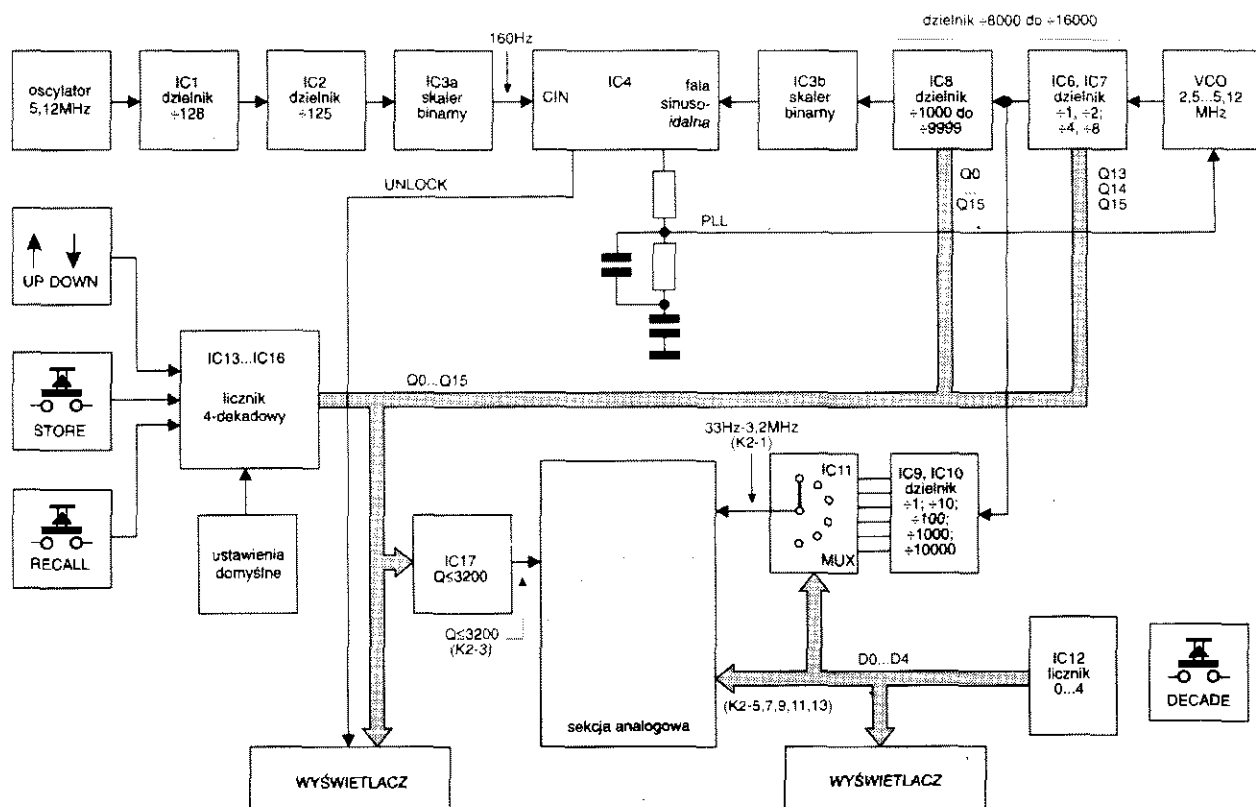 dzielnik ÷8000 do ÷16000
160Hz
oscylator
5,12MHz
IC1
dzielnik
÷128
IC2
dzielnik
÷125
IC3a
skaler
binarny
CIN
IC4
fala
sinuso-
idalna
IC3b
skaler
binarny
IC8
dzielnik
÷1000 do
÷9999
IC6, IC7
dzielnik
÷1, ÷2;
÷4, ÷8
VCO
2,5...5,12
MHz
UNLOCK
Q0
...
Q15
Q13
Q14
Q15
PLL
UP DOWN
STORE
RECALL
IC13...IC16
licznik
4-dekadowy
Q0...Q15
ustawienia
domyślne
IC17
Q≤3200
Q≤3200
(K2-3)
33Hz-3,2MHz
(K2-1)
IC11
MUX
IC9, IC10
dzielnik
÷1; ÷10;
÷100;
÷1000;
÷10000
sekcja analogowa
D0...D4
(K2-5,7,9,11,13)
IC12
licznik
0...4
DECADE
WYŚWIETLACZ
WYŚWIETLACZ